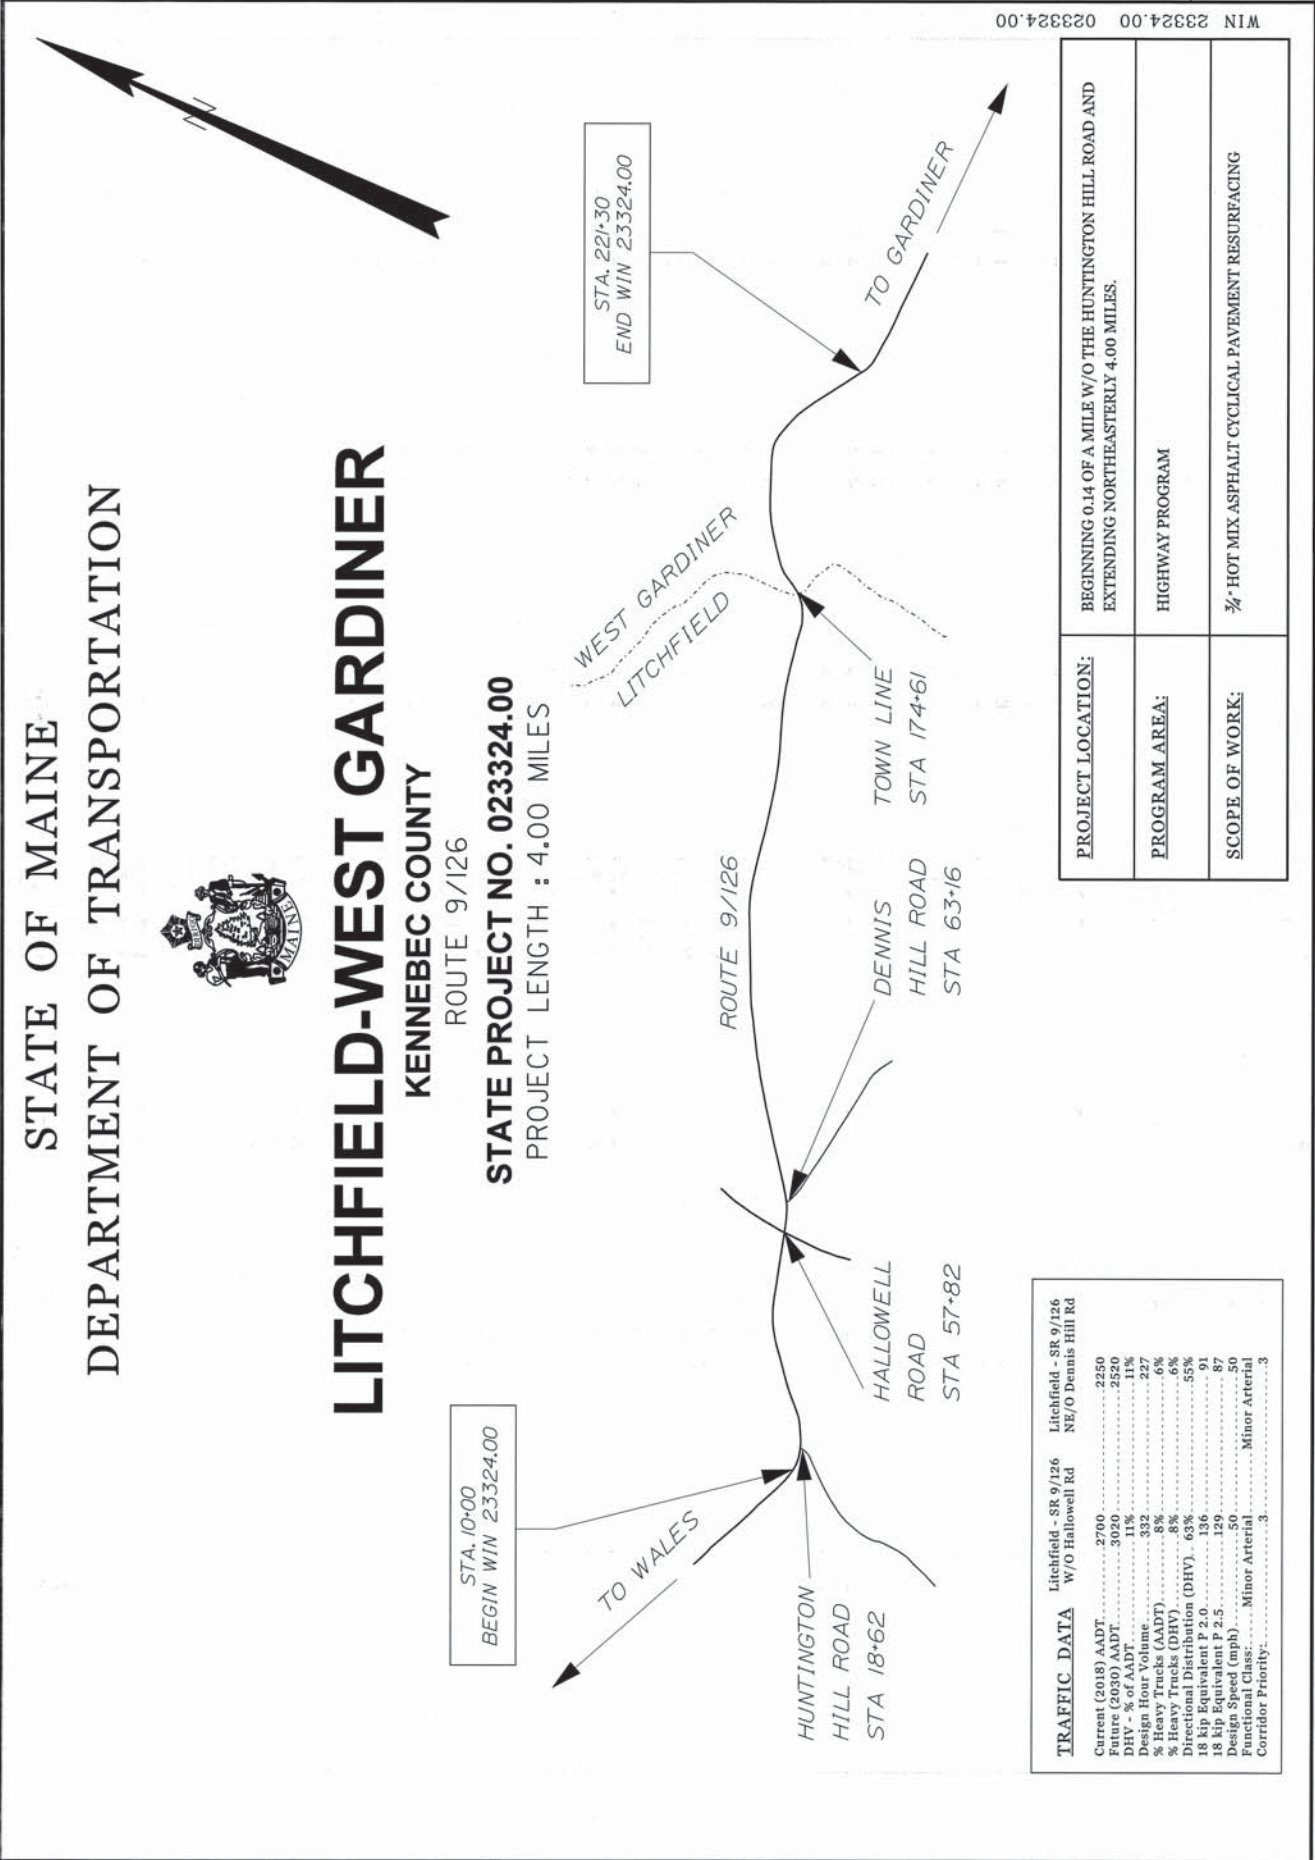 STATE OF MAINE
DEPARTMENT OF TRANSPORTATION
MAINE
LITCHFIELD-WEST GARDINER
KENNEBEC COUNTY
ROUTE 9/126
STATE PROJECT NO. 023324.00
PROJECT LENGTH : 4.00 MILES
STA. 10+00
BEGIN WIN 23324.00
STA. 221+30
END WIN 23324.00
N
TO WALES
TO GARDINER
WEST GARDINER
LITCHFIELD
ROUTE 9/126
HUNTINGTON
HILL ROAD
STA 18+62
HALLOWELL
ROAD
STA 57+82
DENNIS
HILL ROAD
STA 63+16
TOWN LINE
STA 174+61
TRAFFIC DATA
Litchfield - SR 9/126 Litchfield - SR 9/126
W/O Hallowell Rd NE/O Dennis Hill Rd
Current (2018) AADT 2700 2250
Future (2030) AADT 3020 2520
DHV - % of AADT 11% 11%
Design Hour Volume 332 227
% Heavy Trucks (AADT) 8% 6%
% Heavy Trucks (DHV) 8% 6%
Directional Distribution (DHV) 63% 55%
18 kip Equivalent P 2.0 136 91
18 kip Equivalent P 2.5 129 87
Design Speed (mph) 50 50
Functional Class: Minor Arterial Minor Arterial
Corridor Priority: 3 3
PROJECT LOCATION: BEGINNING 0.14 OF A MILE W/O THE HUNTINGTON HILL ROAD AND
EXTENDING NORTHEASTERLY 4.00 MILES.
PROGRAM AREA: HIGHWAY PROGRAM
SCOPE OF WORK: ¾" HOT MIX ASPHALT CYCLICAL PAVEMENT RESURFACING
WIN 23324.00 023324.00